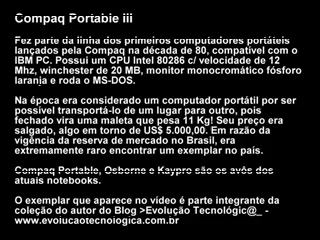 Compaq Portable iii
Fez parte da linha dos primeiros computadores portáteis
lançados pela Compaq na década de 80, compatível com o
IBM PC. Possui um CPU Intel 80286 c/ velocidade de 12
Mhz, winchester de 20 MB, monitor monocromático fósforo
laranja e roda o MS-DOS.
Na época era considerado um computador portátil por ser
possível transportá-lo de um lugar para outro, pois
fechado vira uma maleta que pesa 11 Kg! Seu preço era
salgado, algo em torno de US$ 5.000,00. Em razão da
vigência da reserva de mercado no Brasil, era
extremamente raro encontrar um exemplar no país.
Compaq Portable, Osborne e Kaypro são os avôs dos
atuais notebooks.
O exemplar que aparece no video é parte integrante da
coleção do autor do Blog >Evolução Tecnológic@_ -
www.evolucaotecnologica.com.br